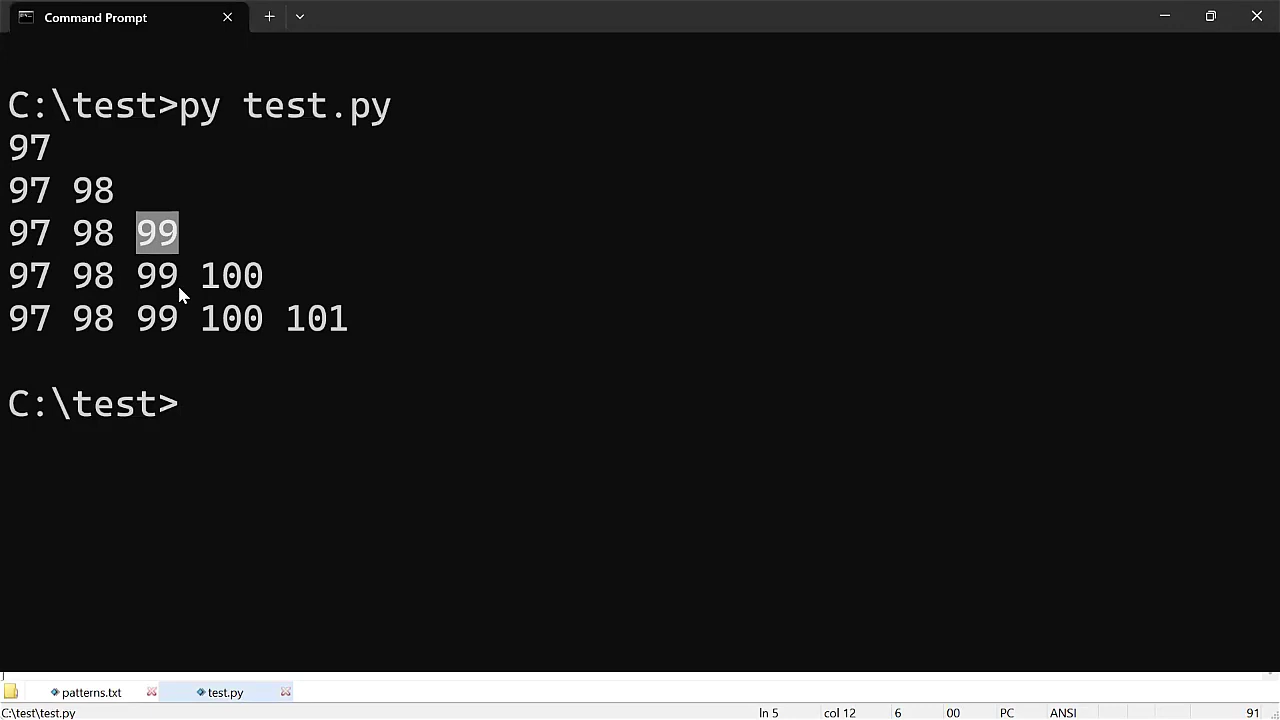 Command Prompt
C:\test>py test.py
97
97 98
97 98 99
97 98 99 100
97 98 99 100 101
C:\test>
patterns.txt test.py
C:\test\test.py ln 5 col 12 6 00 PC ANSI 91